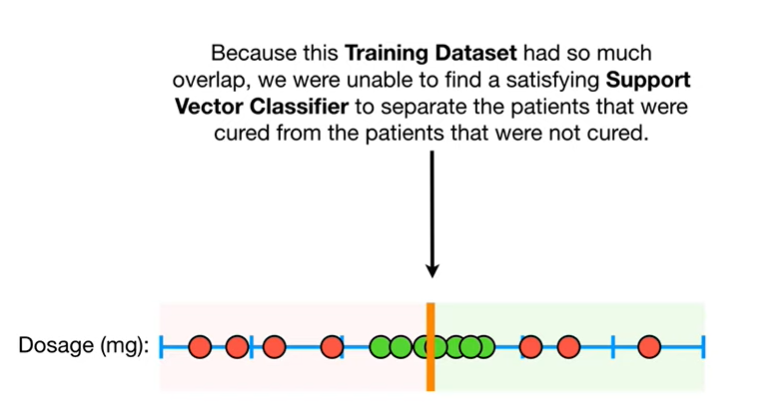 Because this Training Dataset had so much
overlap, we were unable to find a satisfying Support
Vector Classifier to separate the patients that were
cured from the patients that were not cured.
Dosage (mg):